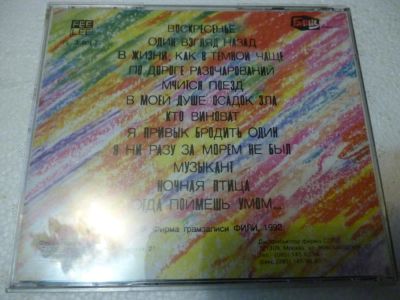 FEE
LEE
ВОСКРЕСЕНЬЕ
ОДИН ВЗГЛЯД НАЗАД
В ЖИЗНИ, КАК В ТЕМНОЙ ЧАЩЕ
ПО ДОРОГЕ РАЗОЧАРОВАНИЙ
МЧИТСЯ ПОЕЗД
В МОЕЙ ДУШЕ ОСАДОК ЗЛА
КТО ВИНОВАТ
Я ПРИВЫК БРОДИТЬ ОДИН
Я НИ РАЗУ ЗА МОРЕМ НЕ БЫЛ
МУЗЫКАНТ
НОЧНАЯ ПТИЦА
КОГДА ПОЙМЕШЬ УМОМ...
фирма грамзаписи ФИЛИ, 1992